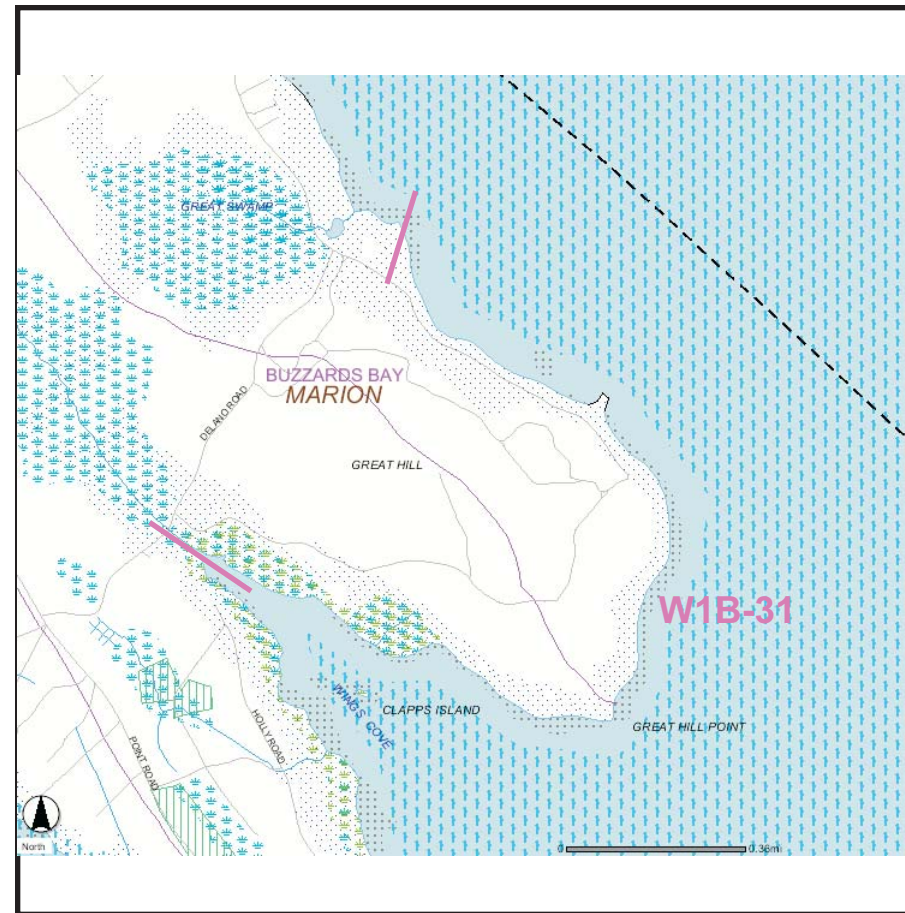 GREAT SWAMP
BUZZARDS BAY
MARION
DELANO ROAD
GREAT HILL
W1B-31
WING'S COVE
CLAPPS ISLAND
GREAT HILL POINT
HOLLY ROAD
POINT ROAD
North
0
0.36mi